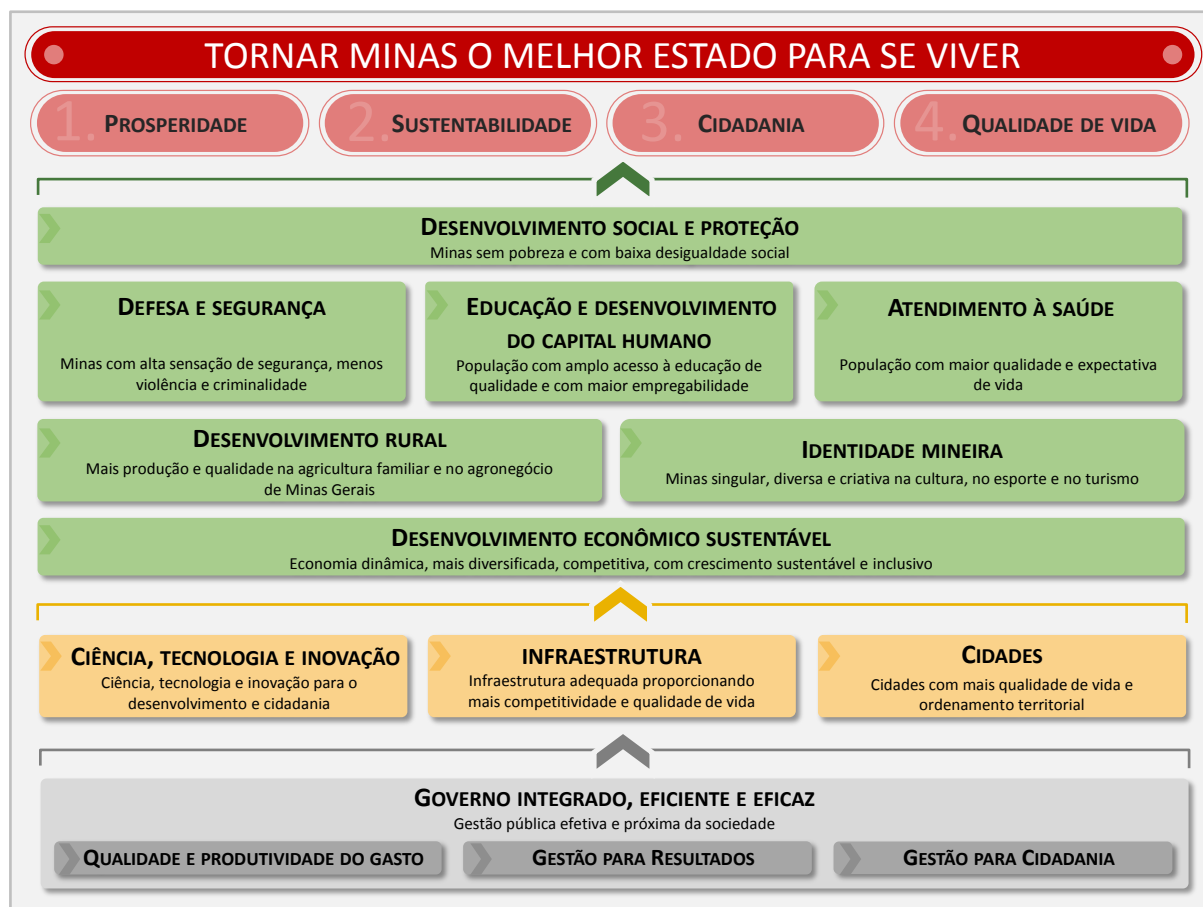 TORNAR MINAS O MELHOR ESTADO PARA SE VIVER
1. PROSPERIDADE
2. SUSTENTABILIDADE
3. CIDADANIA
4. QUALIDADE DE VIDA
DESENVOLVIMENTO SOCIAL E PROTEÇÃO
Minas sem pobreza e com baixa desigualdade social
DEFESA E SEGURANÇA
Minas com alta sensação de segurança, menos
violência e criminalidade
EDUCAÇÃO E DESENVOLVIMENTO
DO CAPITAL HUMANO
População com amplo acesso à educação de
qualidade e com maior empregabilidade
ATENDIMENTO À SAÚDE
População com maior qualidade e expectativa
de vida
DESENVOLVIMENTO RURAL
Mais produção e qualidade na agricultura familiar e no agronegócio
de Minas Gerais
IDENTIDADE MINEIRA
Minas singular, diversa e criativa na cultura, no esporte e no turismo
DESENVOLVIMENTO ECONÔMICO SUSTENTÁVEL
Economia dinâmica, mais diversificada, competitiva, com crescimento sustentável e inclusivo
CIÊNCIA, TECNOLOGIA E INOVAÇÃO
Ciência, tecnologia e inovação para o
desenvolvimento e cidadania
INFRAESTRUTURA
Infraestrutura adequada proporcionando
mais competitividade e qualidade de vida
CIDADES
Cidades com mais qualidade de vida e
ordenamento territorial
GOVERNO INTEGRADO, EFICIENTE E EFICAZ
Gestão pública efetiva e próxima da sociedade
QUALIDADE E PRODUTIVIDADE DO GASTO
GESTÃO PARA RESULTADOS
GESTÃO PARA CIDADANIA